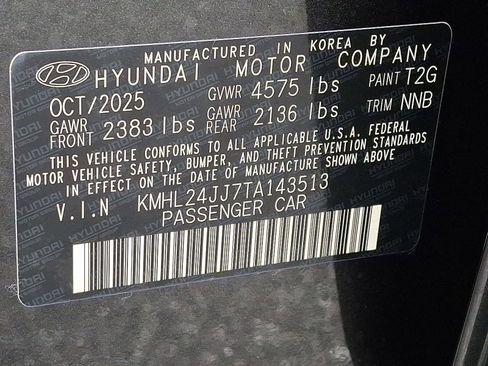 MANUFACTURED IN KOREA BY
HYUNDAI MOTOR COMPANY
OCT/2025 GVWR 4575 lbs PAINT T2G
GAWR FRONT 2383 lbs GAWR REAR 2136 lbs TRIM NNB
THIS VEHICLE CONFORMS TO ALL APPLICABLE U.S.A. FEDERAL
MOTOR VEHICLE SAFETY, BUMPER, AND THEFT PREVENTION STANDARDS
IN EFFECT ON THE DATE OF MANUFACTURE SHOWN ABOVE.
V.I.N KMHL24JJ7TA143513
PASSENGER CAR